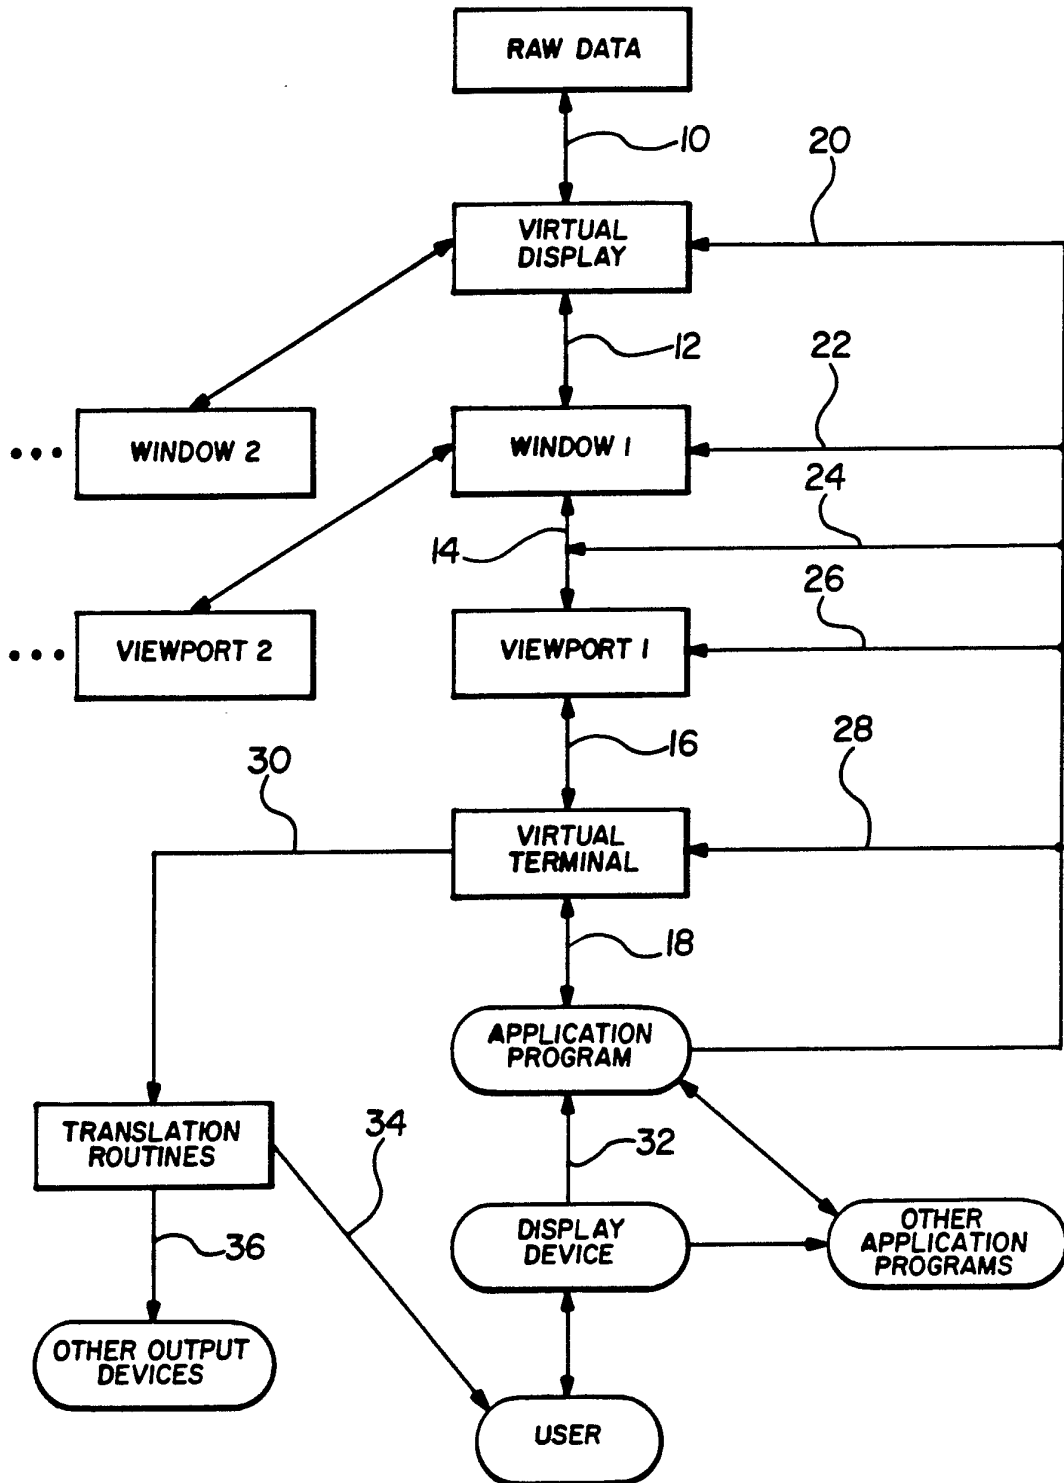 RAW DATA
10
20
VIRTUAL
DISPLAY
12
22
WINDOW 2
WINDOW 1
24
14
26
VIEWPORT 2
VIEWPORT 1
16
28
30
VIRTUAL
TERMINAL
18
APPLICATION
PROGRAM
TRANSLATION
ROUTINES
34
32
36
DISPLAY
DEVICE
OTHER
APPLICATION
PROGRAMS
OTHER OUTPUT
DEVICES
USER